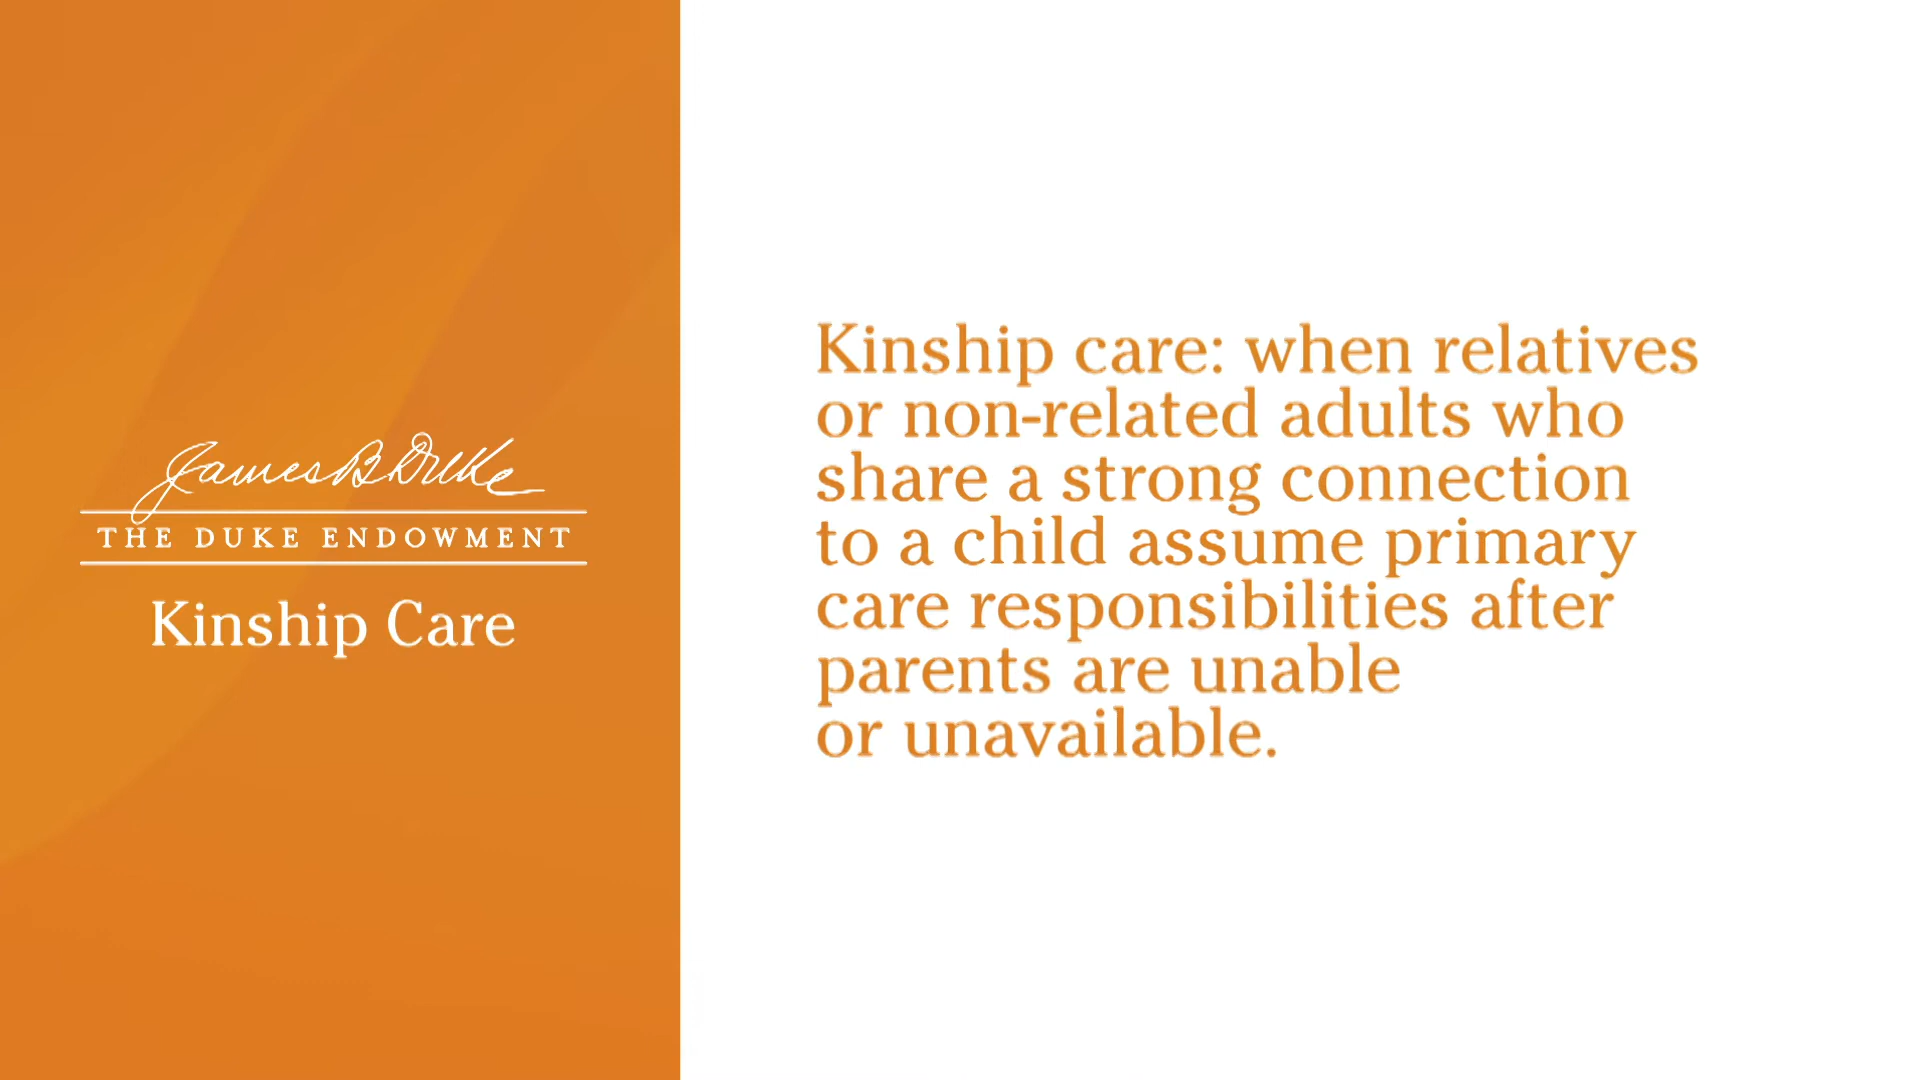 James B Duke
THE DUKE ENDOWMENT
Kinship Care
Kinship care: when relatives
or non-related adults who
share a strong connection
to a child assume primary
care responsibilities after
parents are unable
or unavailable.